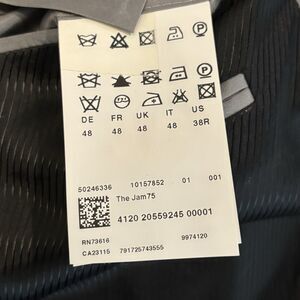 DE FR UK IT US
48 48 38 48 38R
50246336 10157852 01 001
The Jam75
4120 20559245 00001
RN73616 9974120
CA23115 791725743555